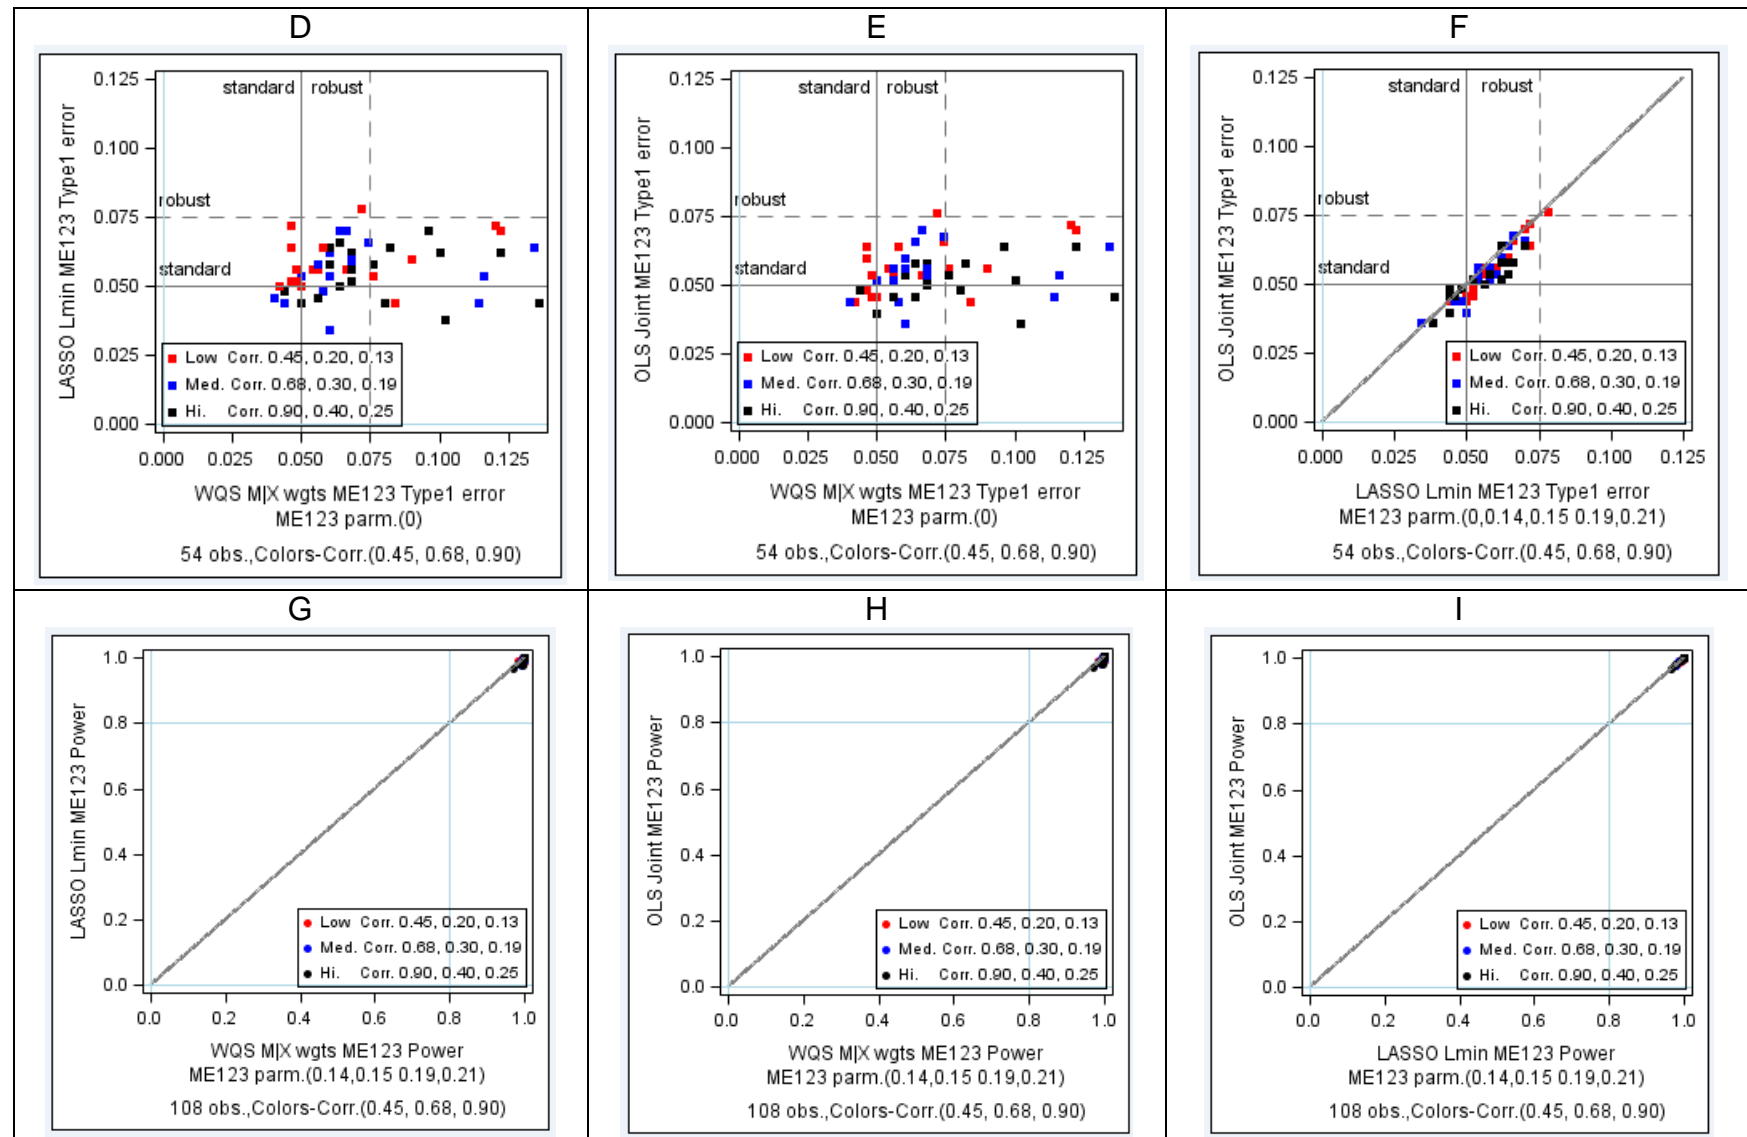 D
E
F
0.125
0.100
0.075
0.050
0.025
0.000
LASSO Lmin ME123 Type1 error
standard
robust
robust
standard
Low Corr. 0.45, 0.20, 0.13
Med. Corr. 0.68, 0.30, 0.19
Hi. Corr. 0.90, 0.40, 0.25
0.000 0.025 0.050 0.075 0.100 0.125
WQS M|X wgts ME123 Type1 error
ME123 parm.(0)
54 obs.,Colors-Corr.(0.45, 0.68, 0.90)
0.125
0.100
0.075
0.050
0.025
0.000
OLS Joint ME123 Type1 error
standard
robust
robust
standard
Low Corr. 0.45, 0.20, 0.13
Med. Corr. 0.68, 0.30, 0.19
Hi. Corr. 0.90, 0.40, 0.25
0.000 0.025 0.050 0.075 0.100 0.125
WQS M|X wgts ME123 Type1 error
ME123 parm.(0)
54 obs.,Colors-Corr.(0.45, 0.68, 0.90)
0.125
0.100
0.075
0.050
0.025
0.000
OLS Joint ME123 Type1 error
standard
robust
robust
standard
Low Corr. 0.45, 0.20, 0.13
Med. Corr. 0.68, 0.30, 0.19
Hi. Corr. 0.90, 0.40, 0.25
0.000 0.025 0.050 0.075 0.100 0.125
LASSO Lmin ME123 Type1 error
ME123 parm.(0,0.14,0.15 0.19,0.21)
54 obs.,Colors-Corr.(0.45, 0.68, 0.90)
G
H
I
1.0
0.8
0.6
0.4
0.2
0.0
LASSO Lmin ME123 Power
Low Corr. 0.45, 0.20, 0.13
Med. Corr. 0.68, 0.30, 0.19
Hi. Corr. 0.90, 0.40, 0.25
0.0 0.2 0.4 0.6 0.8 1.0
WQS M|X wgts ME123 Power
ME123 parm.(0.14,0.15 0.19,0.21)
108 obs.,Colors-Corr.(0.45, 0.68, 0.90)
1.0
0.8
0.6
0.4
0.2
0.0
OLS Joint ME123 Power
Low Corr. 0.45, 0.20, 0.13
Med. Corr. 0.68, 0.30, 0.19
Hi. Corr. 0.90, 0.40, 0.25
0.0 0.2 0.4 0.6 0.8 1.0
WQS M|X wgts ME123 Power
ME123 parm.(0.14,0.15 0.19,0.21)
108 obs.,Colors-Corr.(0.45, 0.68, 0.90)
1.0
0.8
0.6
0.4
0.2
0.0
OLS Joint ME123 Power
Low Corr. 0.45, 0.20, 0.13
Med. Corr. 0.68, 0.30, 0.19
Hi. Corr. 0.90, 0.40, 0.25
0.0 0.2 0.4 0.6 0.8 1.0
LASSO Lmin ME123 Power
ME123 parm.(0.14,0.15 0.19,0.21)
108 obs.,Colors-Corr.(0.45, 0.68, 0.90)